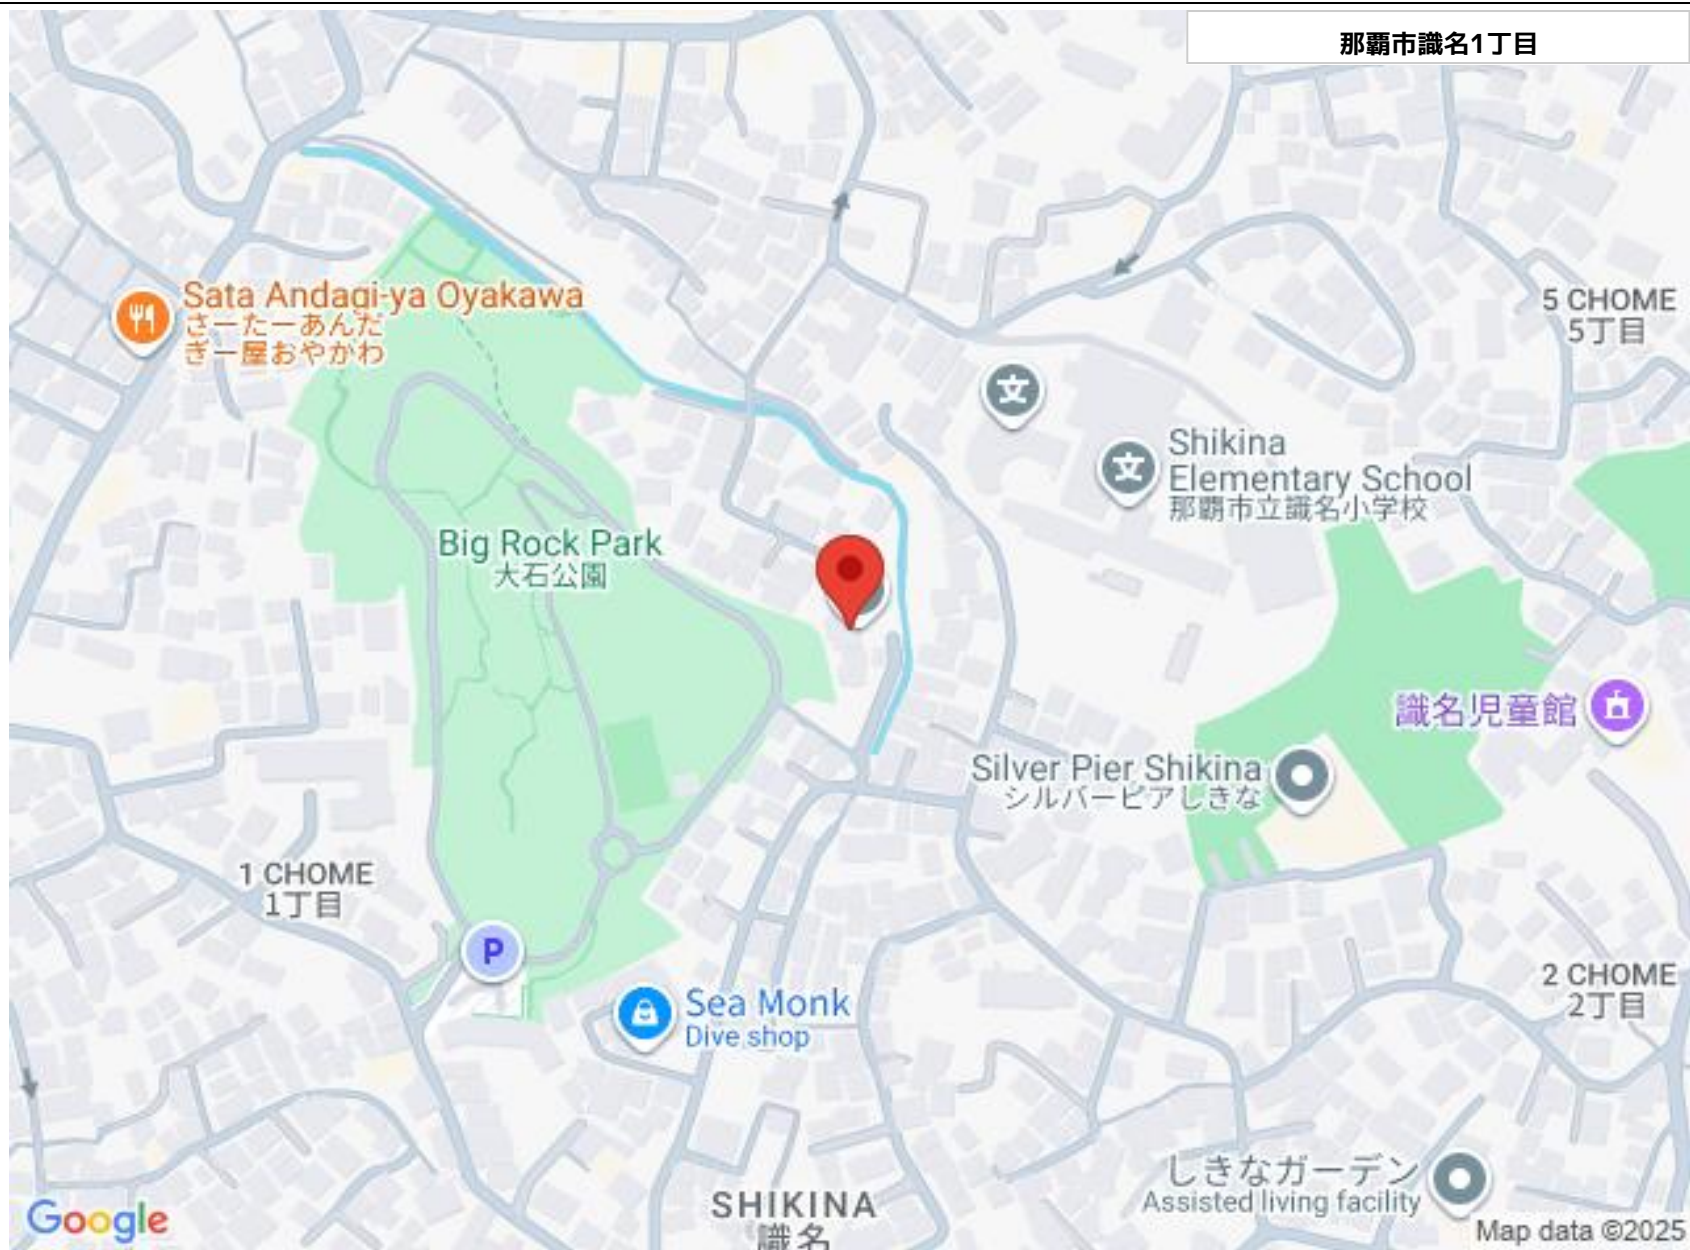 那覇市識名1丁目
Sata Andagi-ya Oyakawa
さーたーあんだ
ぎー屋おやかわ
5 CHOME
5丁目
文
文
Shikina
Elementary School
那覇市立識名小学校
Big Rock Park
大石公園
識名児童館
Silver Pier Shikina
シルバーピアしきな
1 CHOME
1丁目
P
2 CHOME
2丁目
Sea Monk
Dive shop
しきなガーデン
Assisted living facility
SHIKINA
識名
Google
Map data ©2025